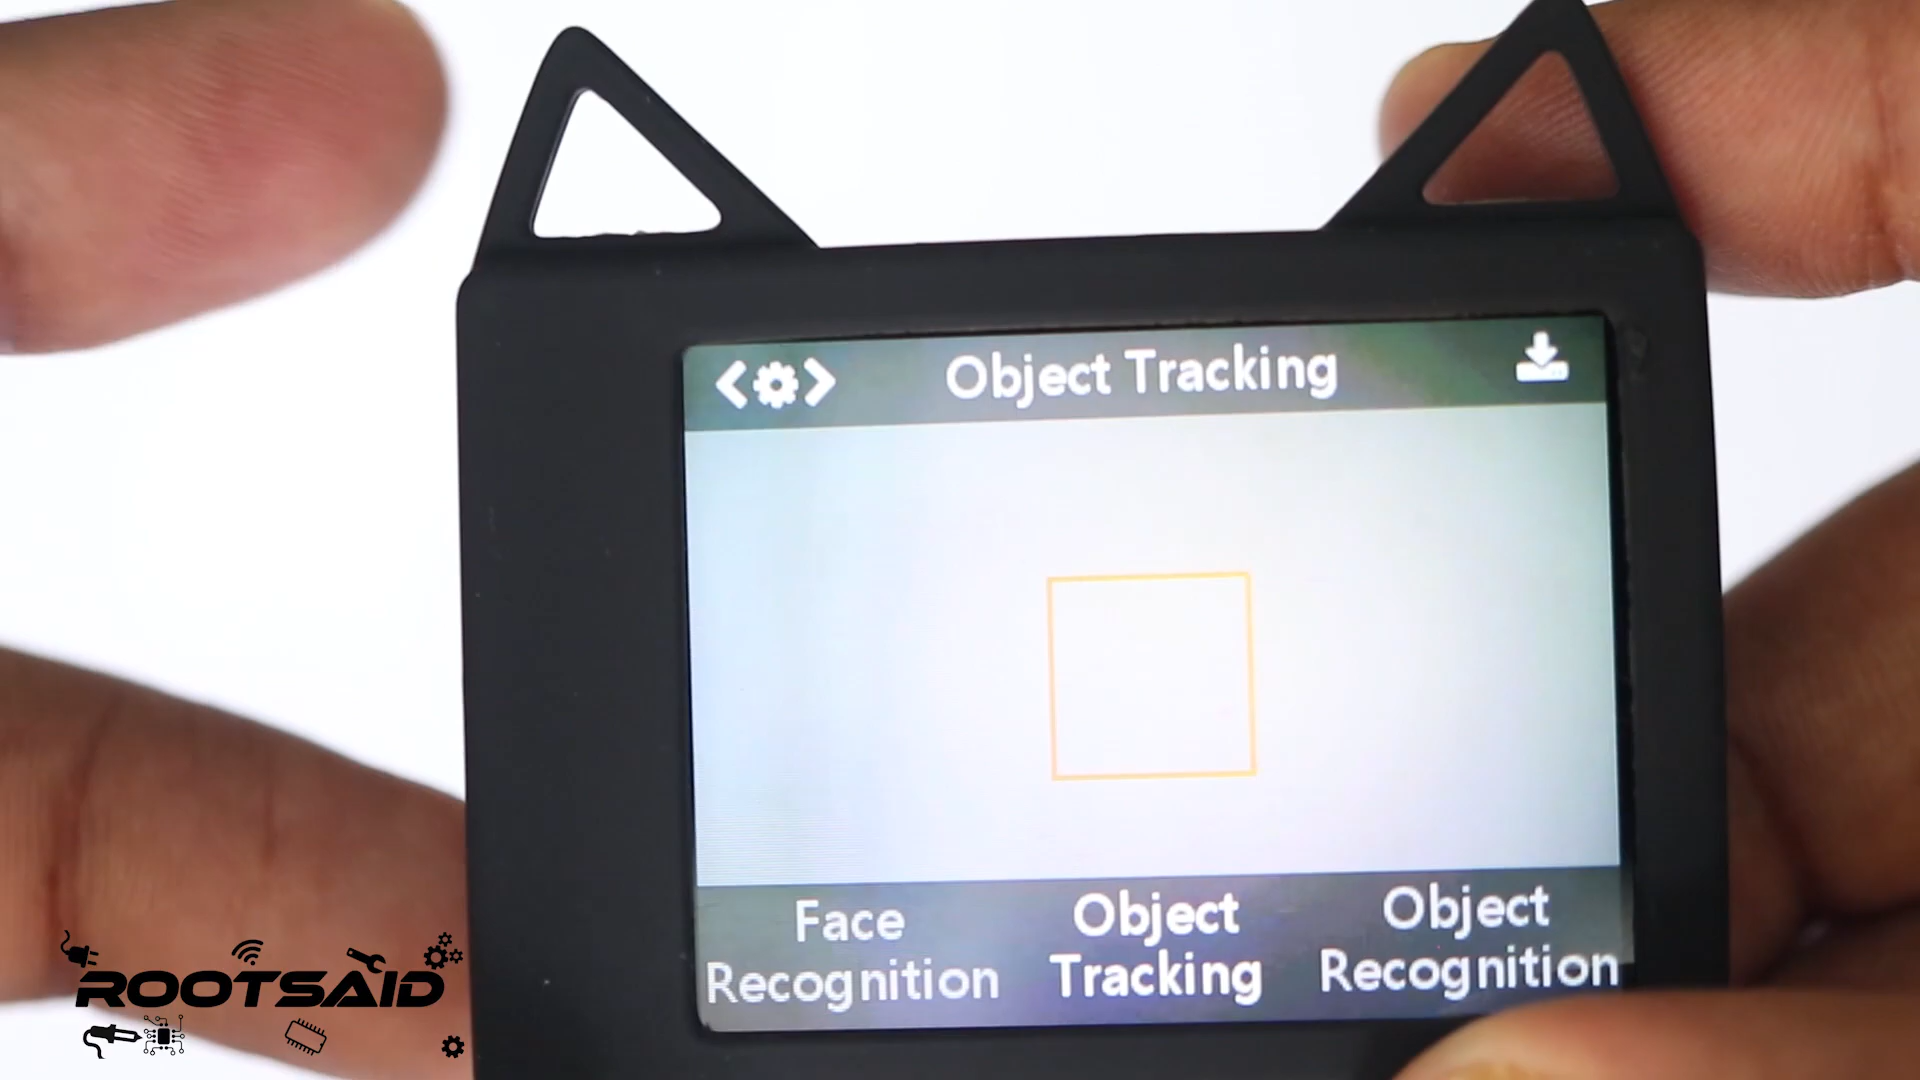 Object Tracking
Face Recognition
Object Tracking
Object Recognition
ROOTSAID